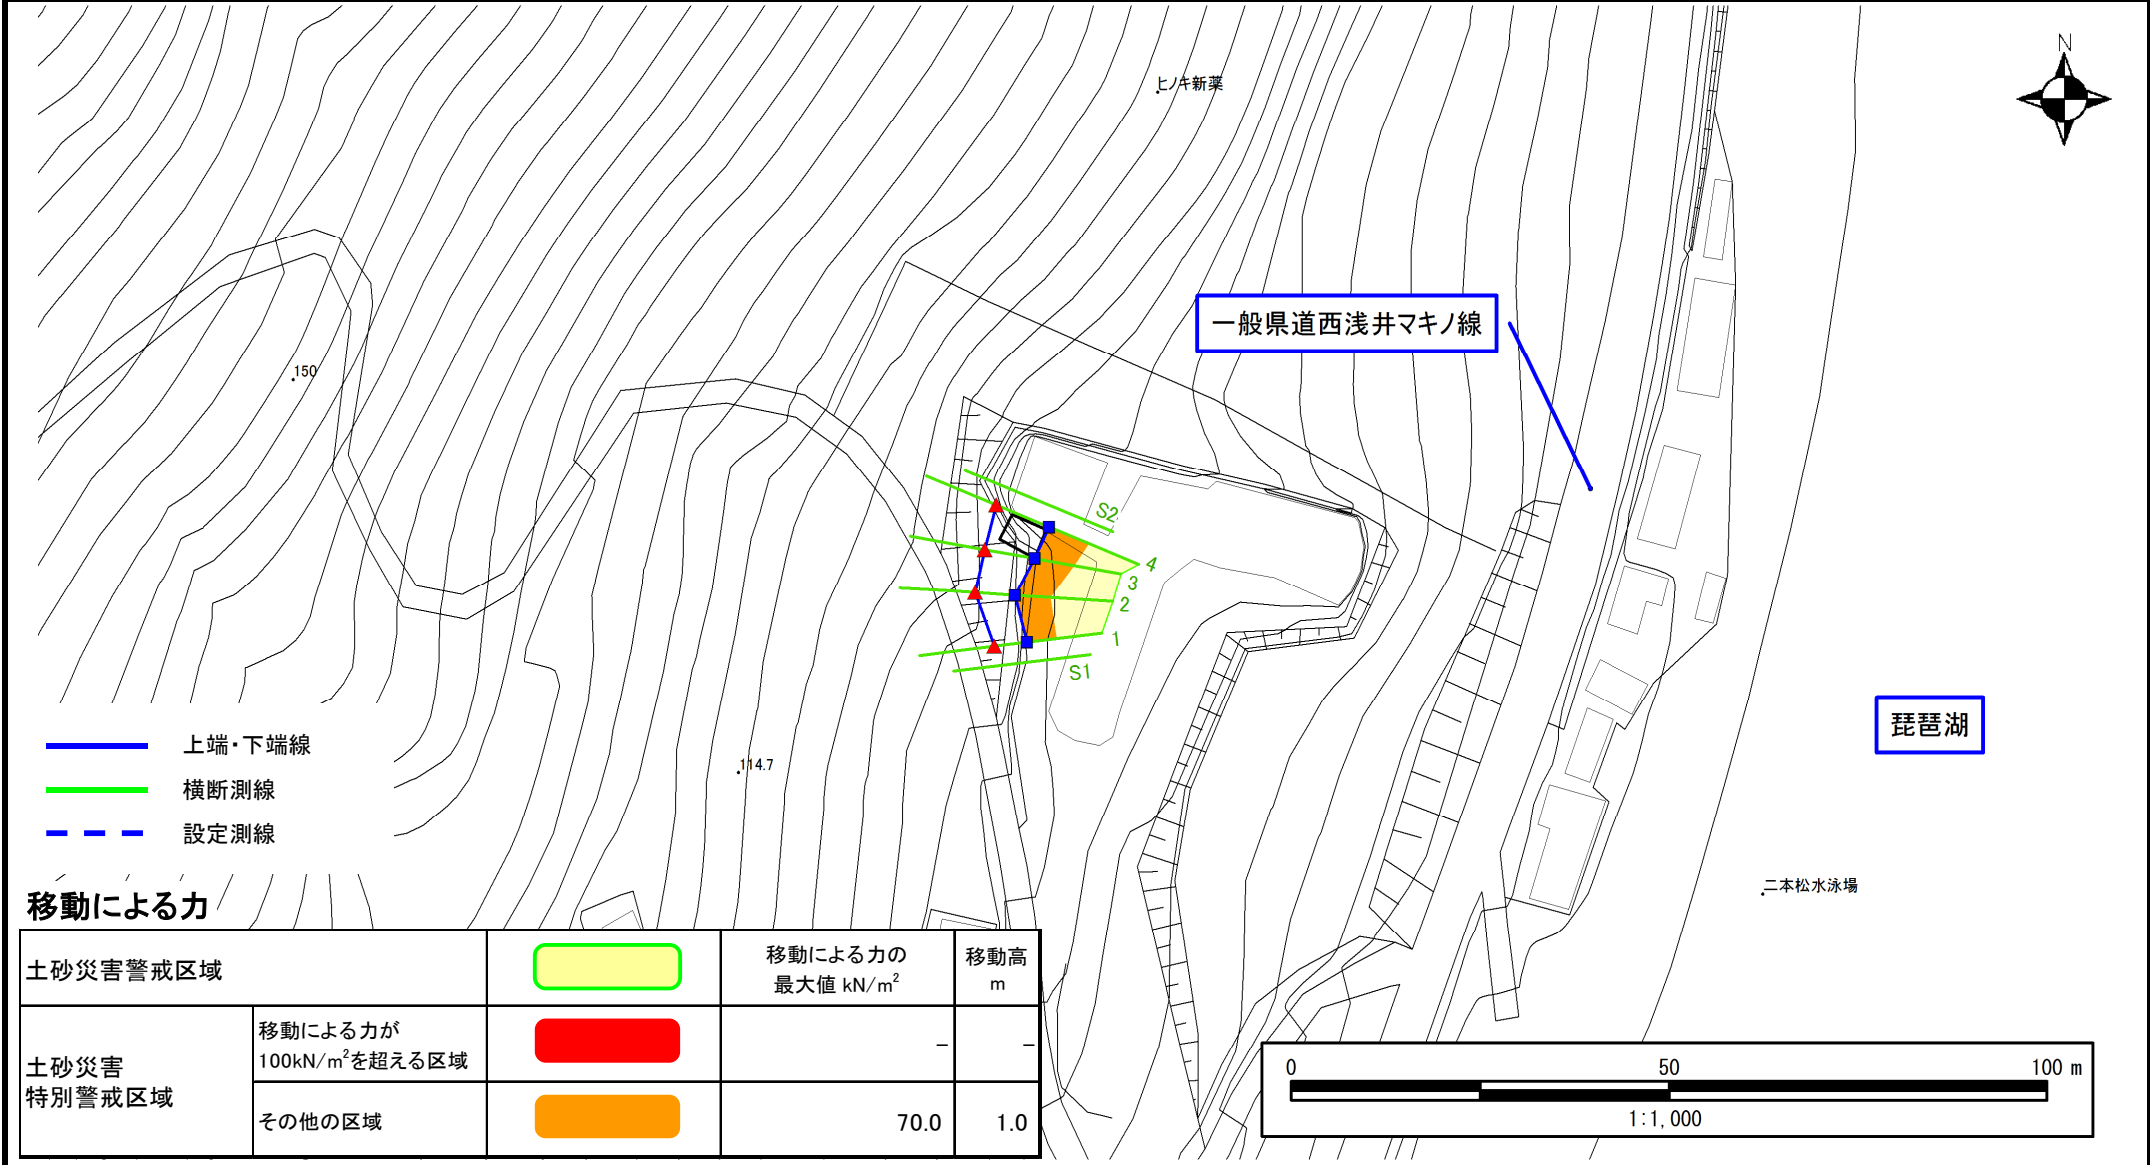 N
ヒノキ新薬
一般県道西浅井マキノ線
150
S2
4
3
2
1
S1
琵琶湖
114.7
二本松水泳場
上端・下端線
横断測線
設定測線
移動による力
土砂災害警戒区域
移動による力の
最大値 kN/m²
移動高
m
土砂災害
特別警戒区域
移動による力が
100kN/m²を超える区域
－
－
その他の区域
70.0
1.0
0
50
100 m
1:1,000